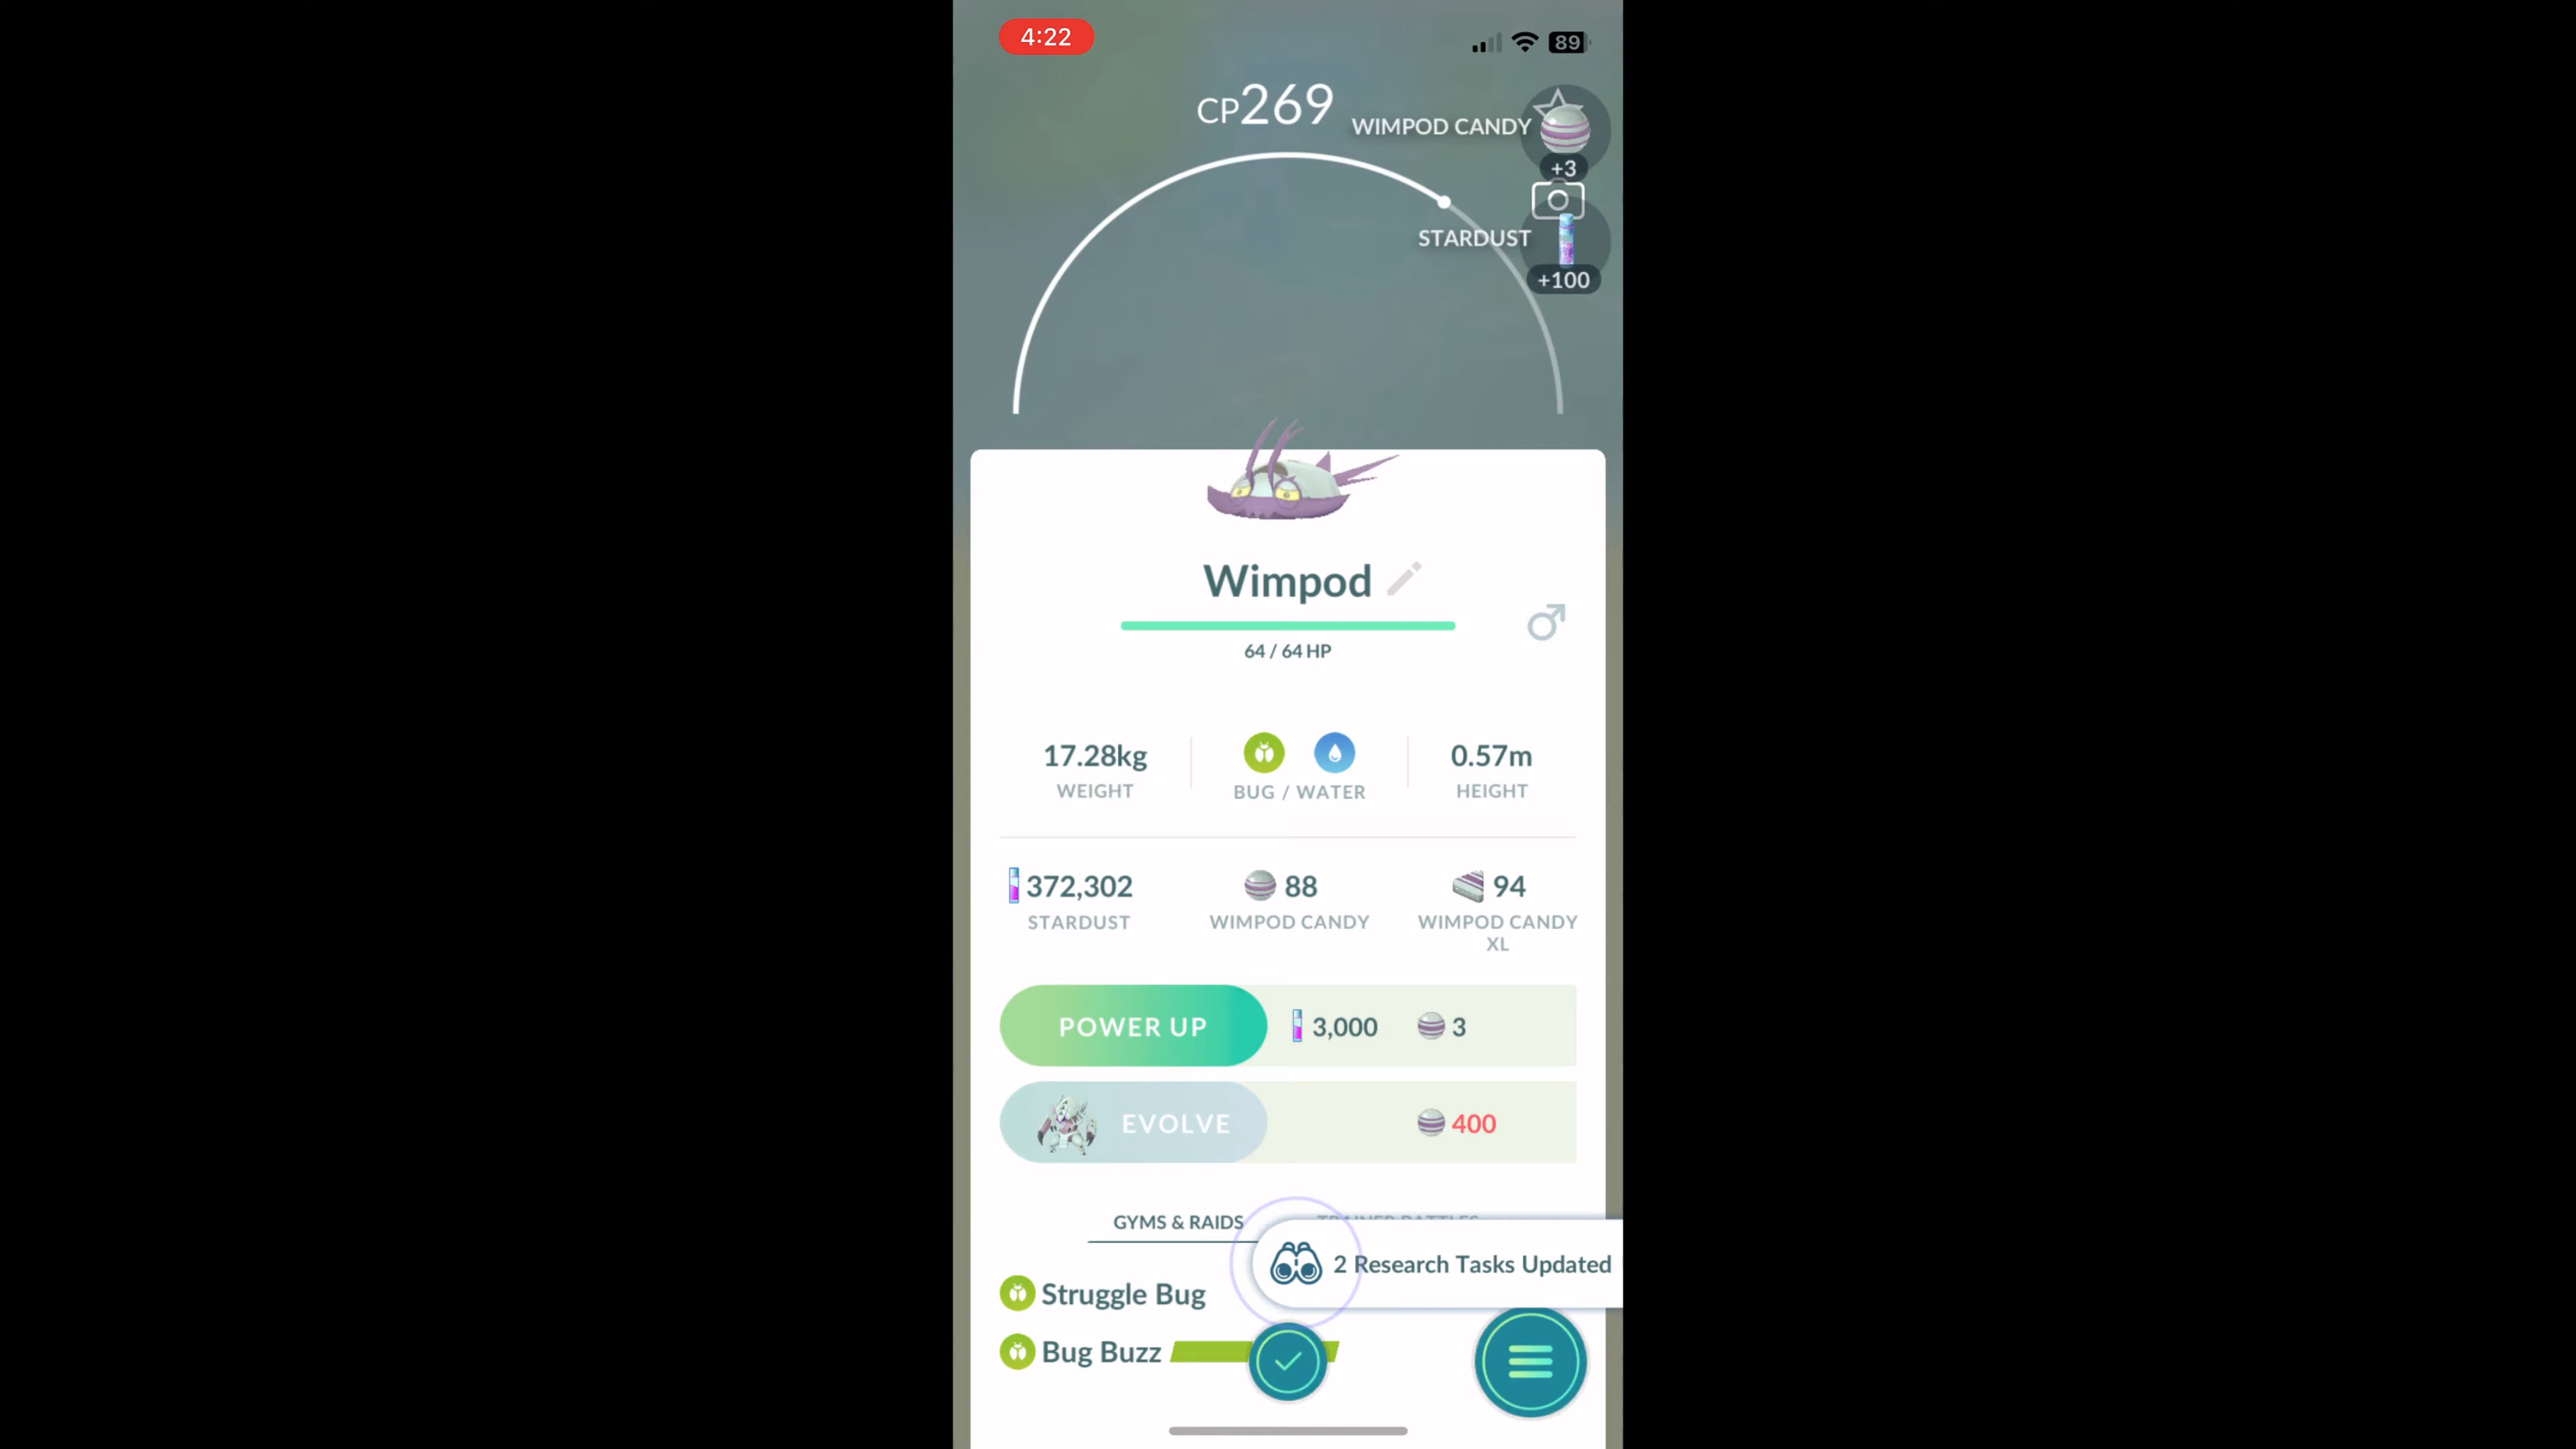 4:22
89
CP269
WIMPOD CANDY
+3
STARDUST
+100
Wimpod
64 / 64 HP
17.28kg
WEIGHT
BUG / WATER
0.57m
HEIGHT
372,302
STARDUST
88
WIMPOD CANDY
94
WIMPOD CANDY
XL
POWER UP
3,000
3
EVOLVE
400
GYMS & RAIDS
TRAINER BATTLES
2 Research Tasks Updated
Struggle Bug
Bug Buzz